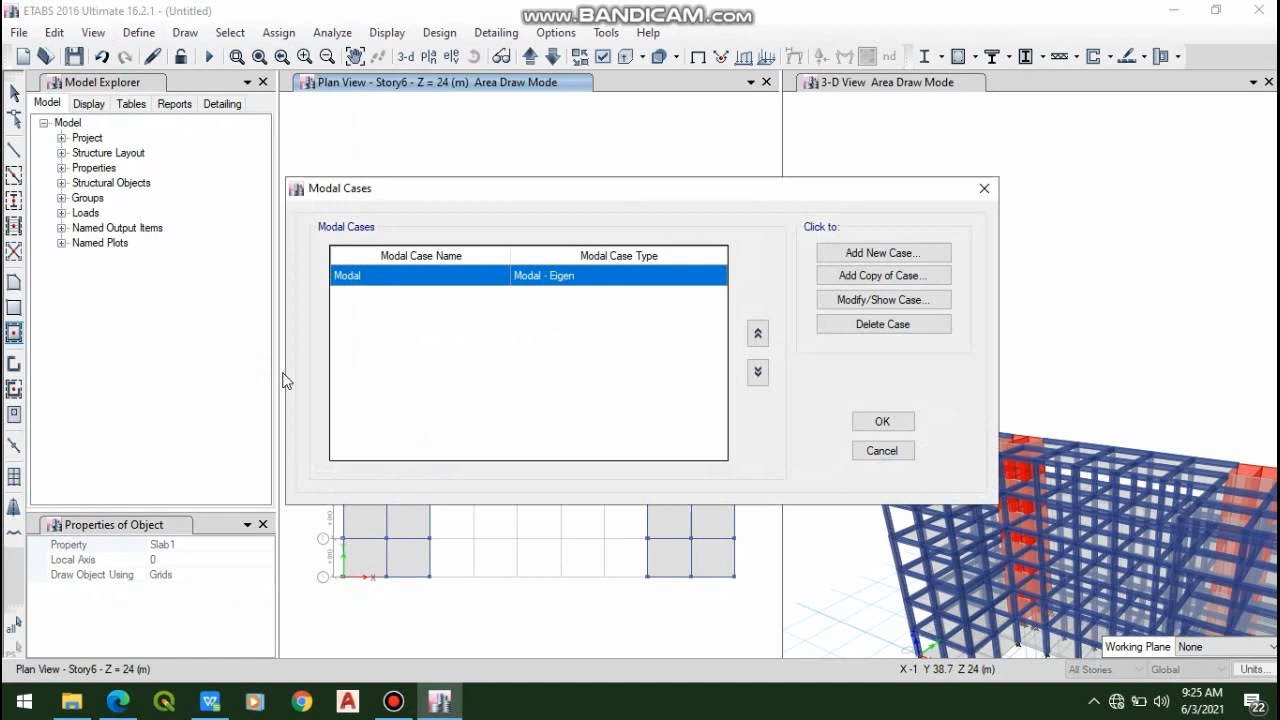 ETABS 2016 Ultimate 16.2.1 - (Untitled)
www.BANDICAM.com
File Edit View Define Draw Select Assign Analyze Display Design Detailing Options Tools Help
3-d pla ele nd
Model Explorer
Plan View - Story6 - Z = 24 (m) Area Draw Mode
3-D View Area Draw Mode
Model Display Tables Reports Detailing
Model
Project
Structure Layout
Properties
Structural Objects
Groups
Loads
Named Output Items
Named Plots
Modal Cases
Modal Cases
Click to:
Modal Case Name Modal Case Type
Modal Modal - Eigen
Add New Case...
Add Copy of Case...
Modify/Show Case...
Delete Case
OK
Cancel
X
Properties of Object
Property Slab1
Local Axis 0
Draw Object Using Grids
all
ps
Working Plane None
Plan View - Story6 - Z = 24 (m)
X -1 Y 38.7 Z 24 (m)
All Stories
Global
Units...
9:25 AM
6/3/2021
22